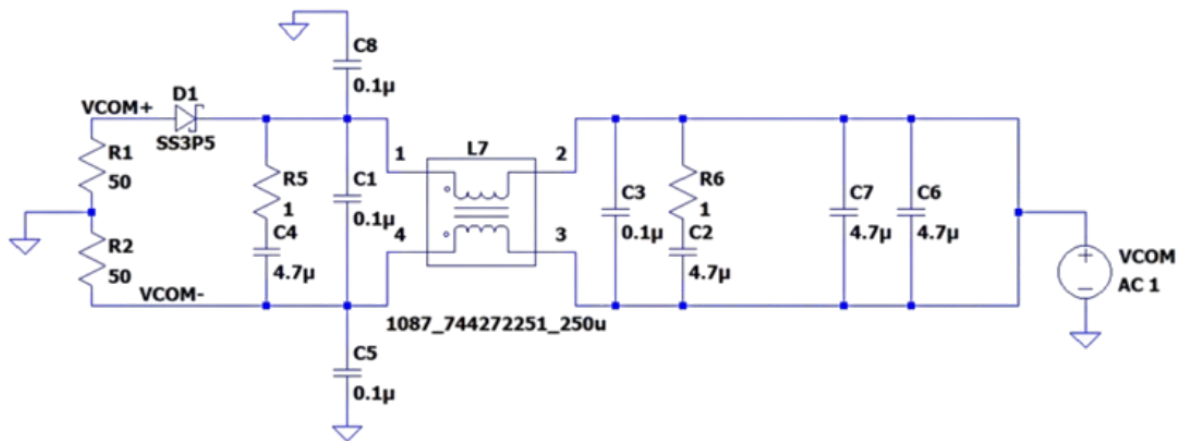 C8
0.1µ
D1
VCOM+
SS3P5
R1
50
R5
1
C1
0.1µ
1
L7
2
C3
0.1µ
R6
1
C7
4.7µ
C6
4.7µ
R2
50
C4
4.7µ
4
3
C2
4.7µ
VCOM
AC 1
VCOM-
1087_744272251_250u
C5
0.1µ